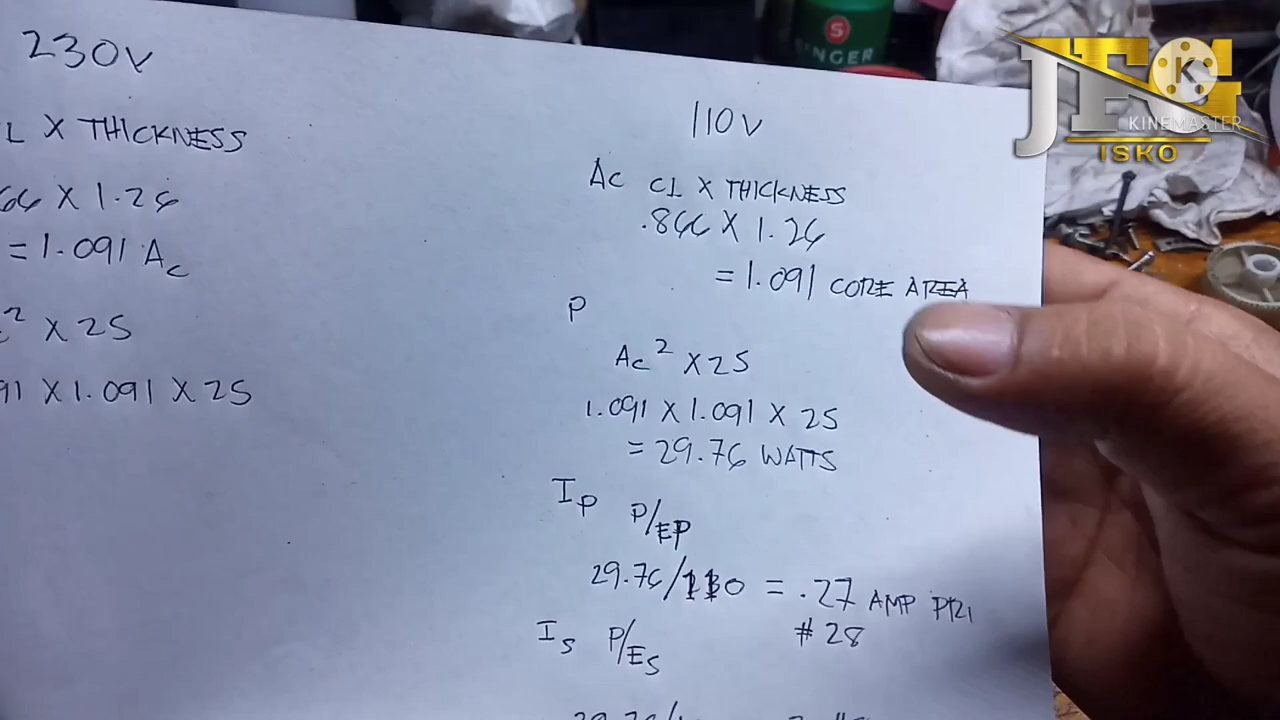 230V
L X THICKNESS
66 X 1.26
= 1.091 Ac
² X 25
91 X 1.091 X 25
110V
Ac CL X THICKNESS
.866 X 1.26
= 1.091 CORE AREA
P
Ac² X 25
1.091 X 1.091 X 25
= 29.76 WATTS
Ip P/Ep
29.76/110 = .27 AMP PRI
#28
Is P/Es
SINGER
JFG
KINEMASTER
ISKO